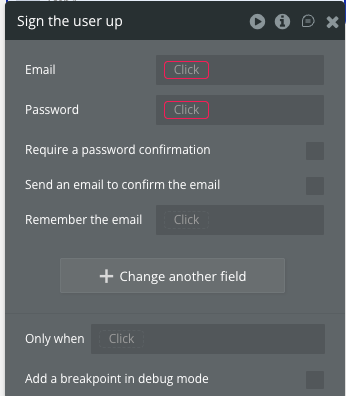 Sign the user up
Email Click
Password Click
Require a password confirmation
Send an email to confirm the email
Remember the email Click
Change another field
Only when Click
Add a breakpoint in debug mode